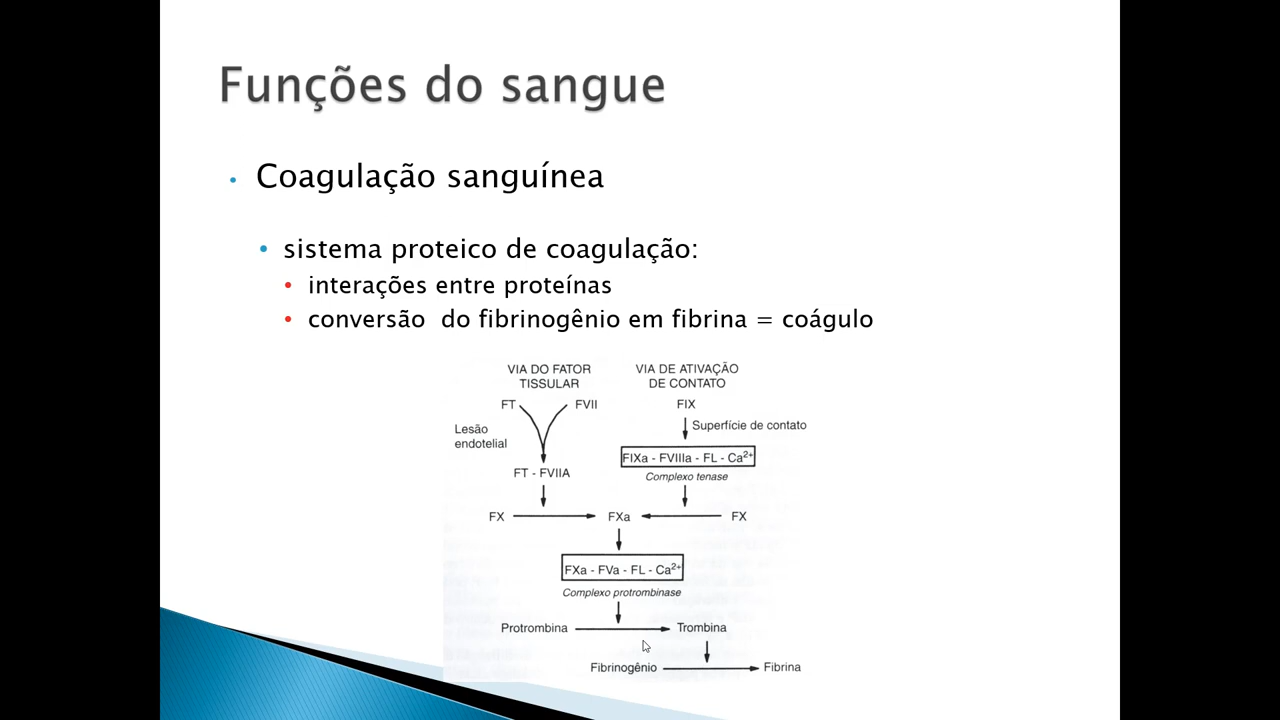 Funções do sangue
Coagulação sanguínea
sistema proteico de coagulação:
interações entre proteínas
conversão do fibrinogênio em fibrina = coágulo
VIA DO FATOR
TISSULAR
VIA DE ATIVAÇÃO
DE CONTATO
FT FVII
FIX
Lesão
endotelial
Superfície de contato
FIXa - FVIIIa - FL - Ca2+
FT - FVIIA
Complexo tenase
FX FXa FX
FXa - FVa - FL - Ca2+
Complexo protrombinase
Protrombina Trombina
Fibrinogênio Fibrina